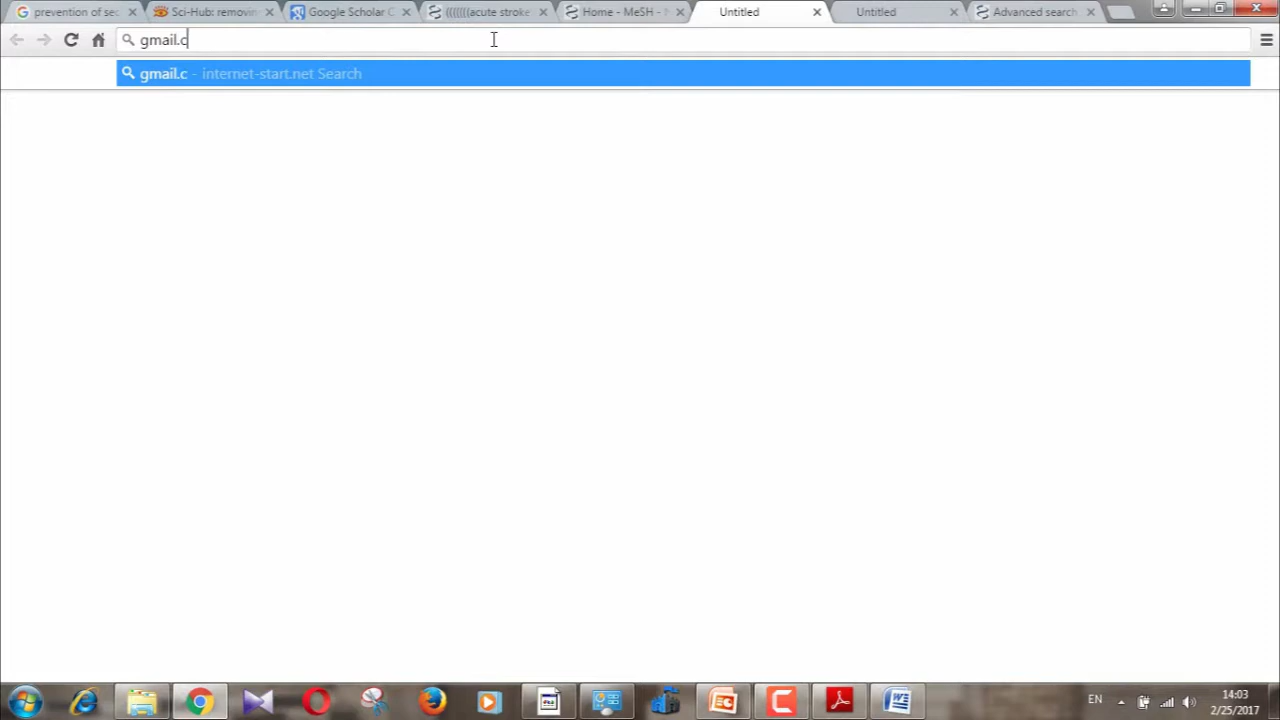 prevention of sec
Sci-Hub: removin
Google Scholar C
(((((((acute stroke
Home - MeSH - N
Untitled
Untitled
Advanced search
gmail.c
gmail.c - internet-start.net Search
EN
14:03
2/25/2017